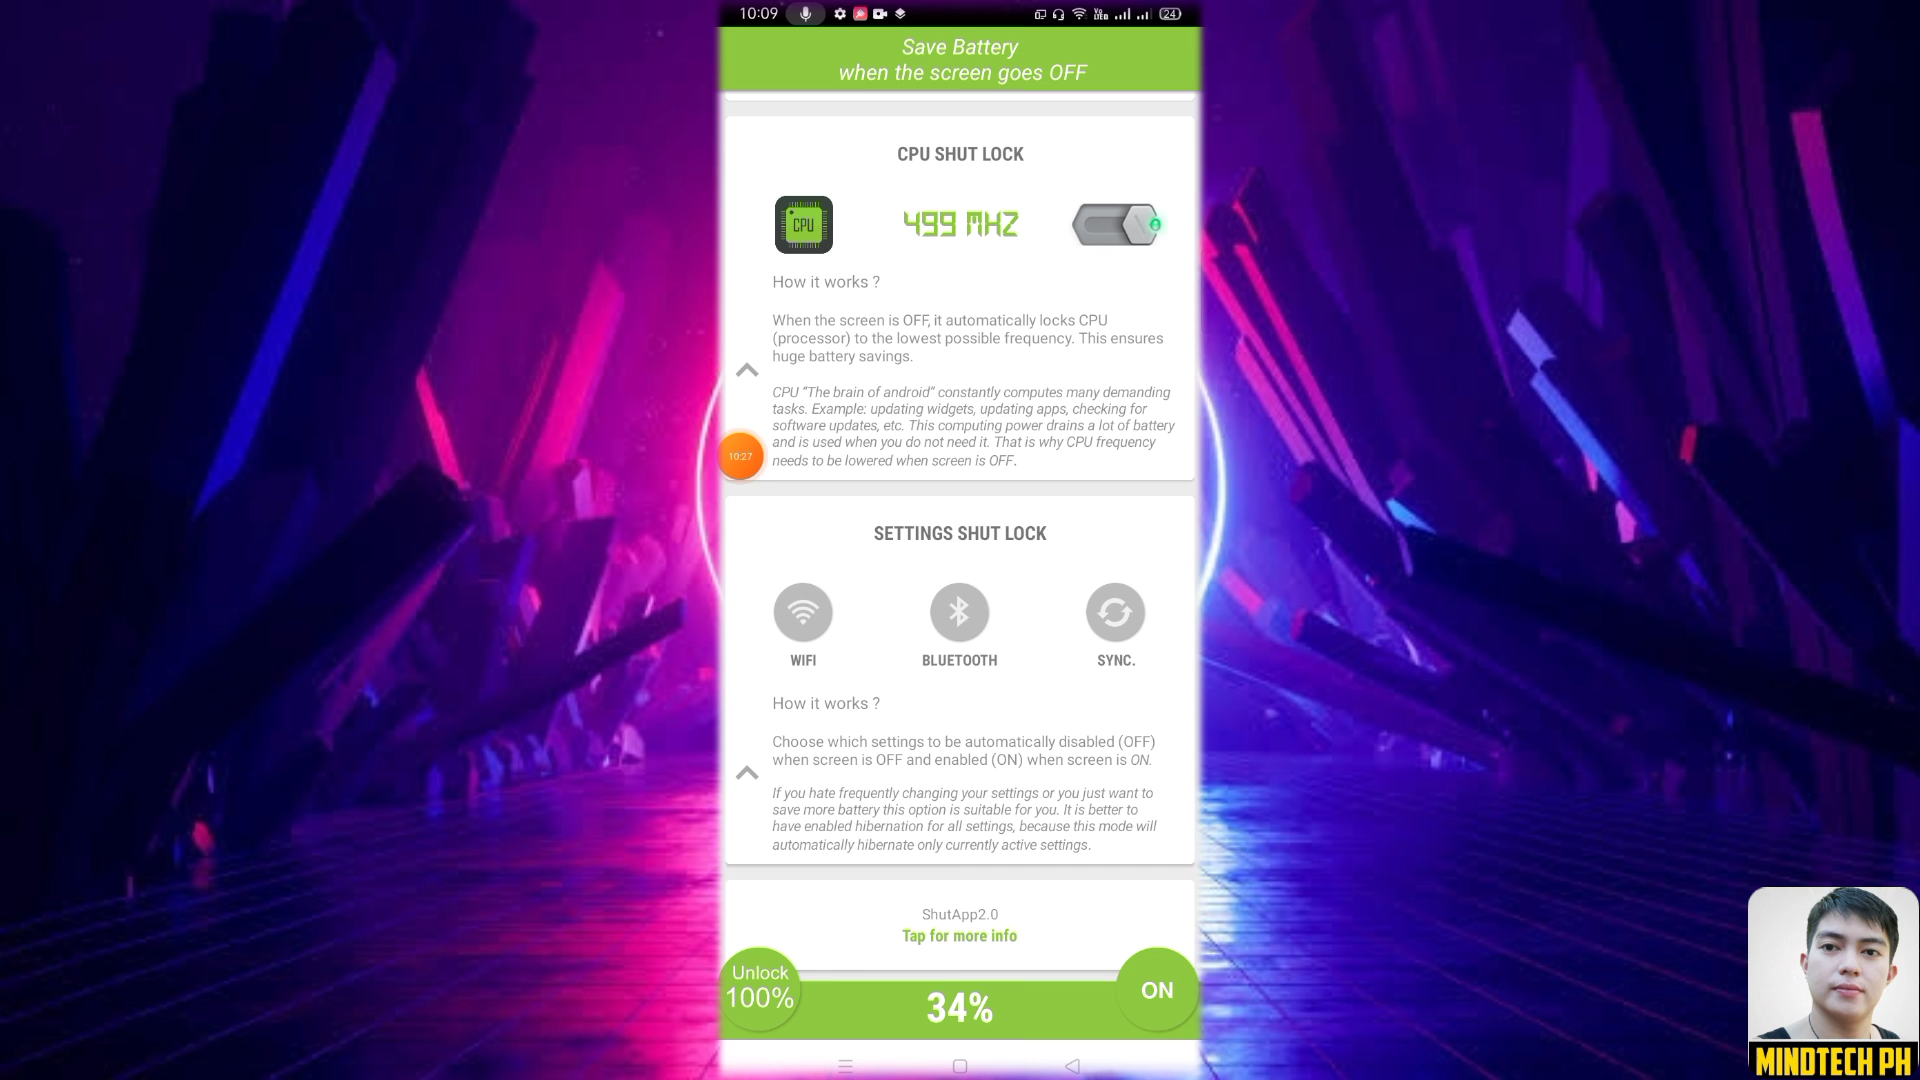 10:09
VO
LTE
24
Save Battery
when the screen goes OFF
CPU SHUT LOCK
CPU
499 MHZ
How it works ?
When the screen is OFF, it automatically locks CPU
(processor) to the lowest possible frequency. This ensures
huge battery savings.
CPU “The brain of android” constantly computes many demanding
tasks. Example: updating widgets, updating apps, checking for
software updates, etc. This computing power drains a lot of battery
and is used when you do not need it. That is why CPU frequency
needs to be lowered when screen is OFF.
10:27
SETTINGS SHUT LOCK
WIFI BLUETOOTH SYNC.
How it works ?
Choose which settings to be automatically disabled (OFF)
when screen is OFF and enabled (ON) when screen is ON.
If you hate frequently changing your settings or you just want to
save more battery this option is suitable for you. It is better to
have enabled hibernation for all settings, because this mode will
automatically hibernate only currently active settings.
ShutApp2.0
Tap for more info
Unlock
100%
34%
ON
MINDTECH PH